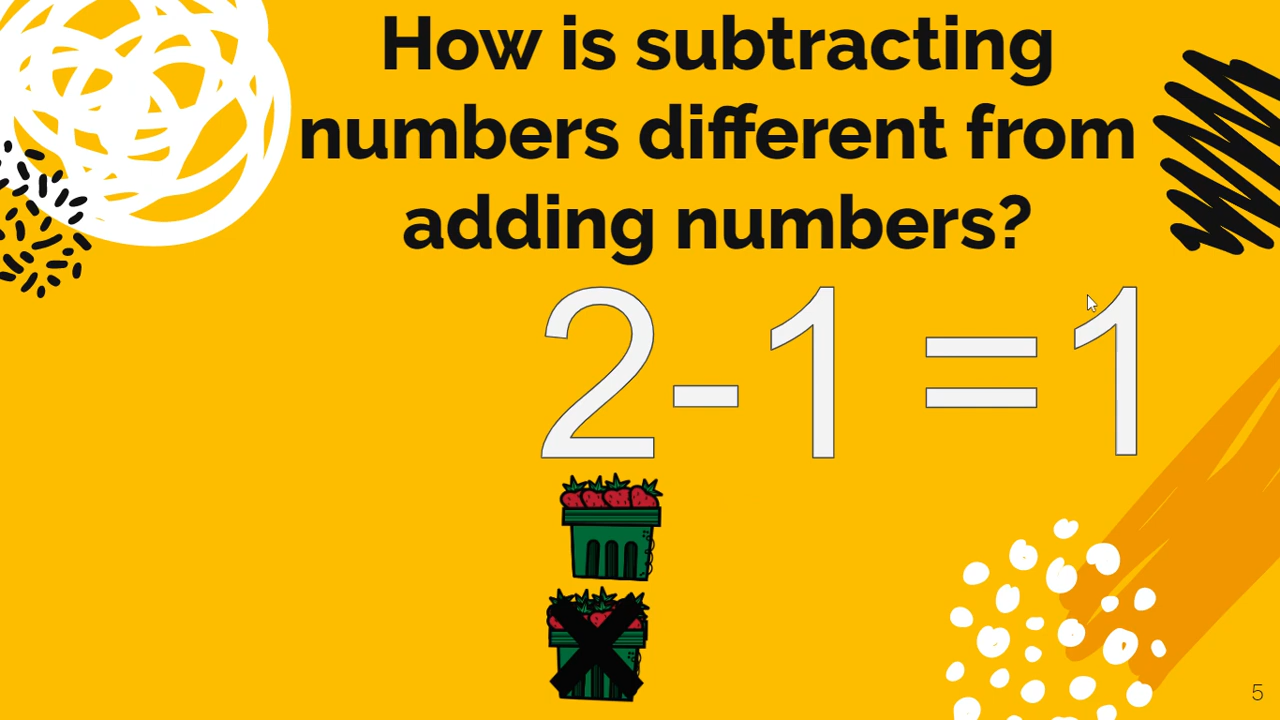 How is subtracting
numbers different from
adding numbers?
2-1 =1
5